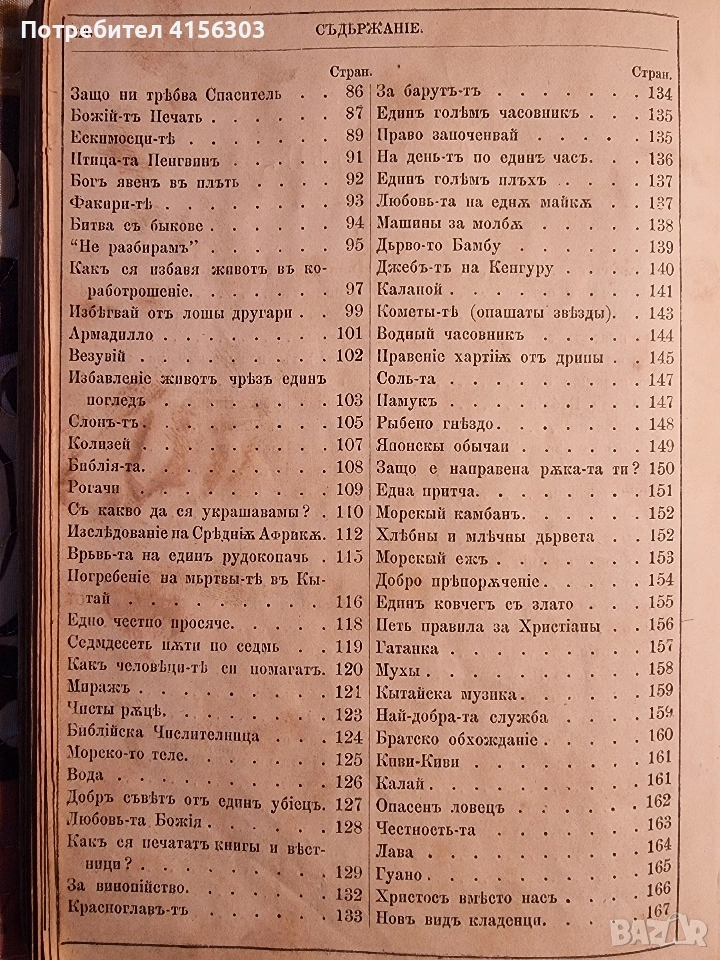 Потребител 4156303
СЪДЬРЖАНІЕ.
Стран.
Защо ни трѣбва Спаситель . . 86
Божій-тъ Печать . . . . . 87
Ескимосци-тѣ . . . . . . 89
Птица-та Пенгвинъ . . . . 91
Богъ явенъ въ плъть . . . . 92
Факири-тѣ . . . . . . . 93
Битва съ быкове . . . . . 94
“Не разбирамъ” . . . . . 95
Какъ ся избавя животъ въ ко-
работрошеніе. . . . . . . 97
Избѣгвай отъ лошы другари . . 99
Армадилло . . . . . . . 101
Везувій . . . . . . . . 102
Избавленіе животъ чрѣзъ единъ
погледъ . . . . . . . 103
Слонъ-тъ. . . . . . . . 105
Колизей . . . . . . . . 107
Библія-та. . . . . . . . 108
Рогачи . . . . . . . . 109
Съ какво да ся украшавамы? . 110
Изслѣдованіе на Срѣдніѭ Африкѫ. 112
Врьвь-та на единъ рудокопачь . 115
Погребеніе на мьртвы-тѣ въ Кы-
тай . . . . . . . . 116
Едно честно просяче. . . . . 118
Седмдесеть пѫти по седмь . . 119
Какъ человѣци-тѣ си помагатъ. 120
Миражъ . . . . . . . . 121
Чисты рѫцѣ. . . . . . . 123
Библійска Числителница . . . 124
Морско-то теле. . . . . . 125
Вода . . . . . . . . . 126
Добръ съвѣтъ отъ единъ убіецъ. 127
Любовь-та Божія . . . . . . 128
Какъ ся печататъ книгы и вѣст-
ници? . . . . . . . . 129
За винопійство. . . . . . 132
Красноглавъ-тъ . . . . . . 133
Стран.
За барутъ-тъ . . . . . . 134
Единъ голѣмъ часовникъ . . . 135
Право започенвай . . . . . 135
На день-тъ по единъ часъ. . . 136
Единъ голѣмъ плъхъ . . . . 137
Любовь-та на еднѫ майкѫ . . 137
Машины за молбѫ . . . . . 138
Дърво-то Бамбу . . . . . . 139
Джебъ-тъ на Кенгуру . . . . 140
Каланой . . . . . . . . 141
Кометы-тѣ (опашаты звѣзды). . 143
Водный часовникъ . . . . . 144
Правеніе хартіѭ отъ дрипы . . 145
Соль-та . . . . . . . . 147
Памукъ . . . . . . . . 147
Рыбено гнѣздо. . . . . . . 148
Японскы обычаи . . . . . . 149
Защо е направена рѫка-та ти? 150
Една притча. . . . . . . 151
Морскый камбанъ. . . . . . 152
Хлѣбны и млѣчны дървета . . 152
Морскый ежъ . . . . . . . 153
Добро прѣпорѫченіе . . . . . 154
Единъ ковчегъ съ злато . . . 155
Петь правила за Христіаны . . 156
Гатанка . . . . . . . . 157
Мухы . . . . . . . . . 158
Кытайска музика. . . . . . 159
Най-добра-та служба . . . . 159
Братско обхожданіе . . . . . 160
Киви-Киви . . . . . . . 161
Калай . . . . . . . . . 161
Опасенъ ловецъ . . . . . . 162
Честность-та . . . . . . . 163
Лава . . . . . . . . . 164
Гуано . . . . . . . . . 165
Христосъ вмѣсто насъ . . . . 166
Новъ видъ кладенци. . . . . 167
BAZAR